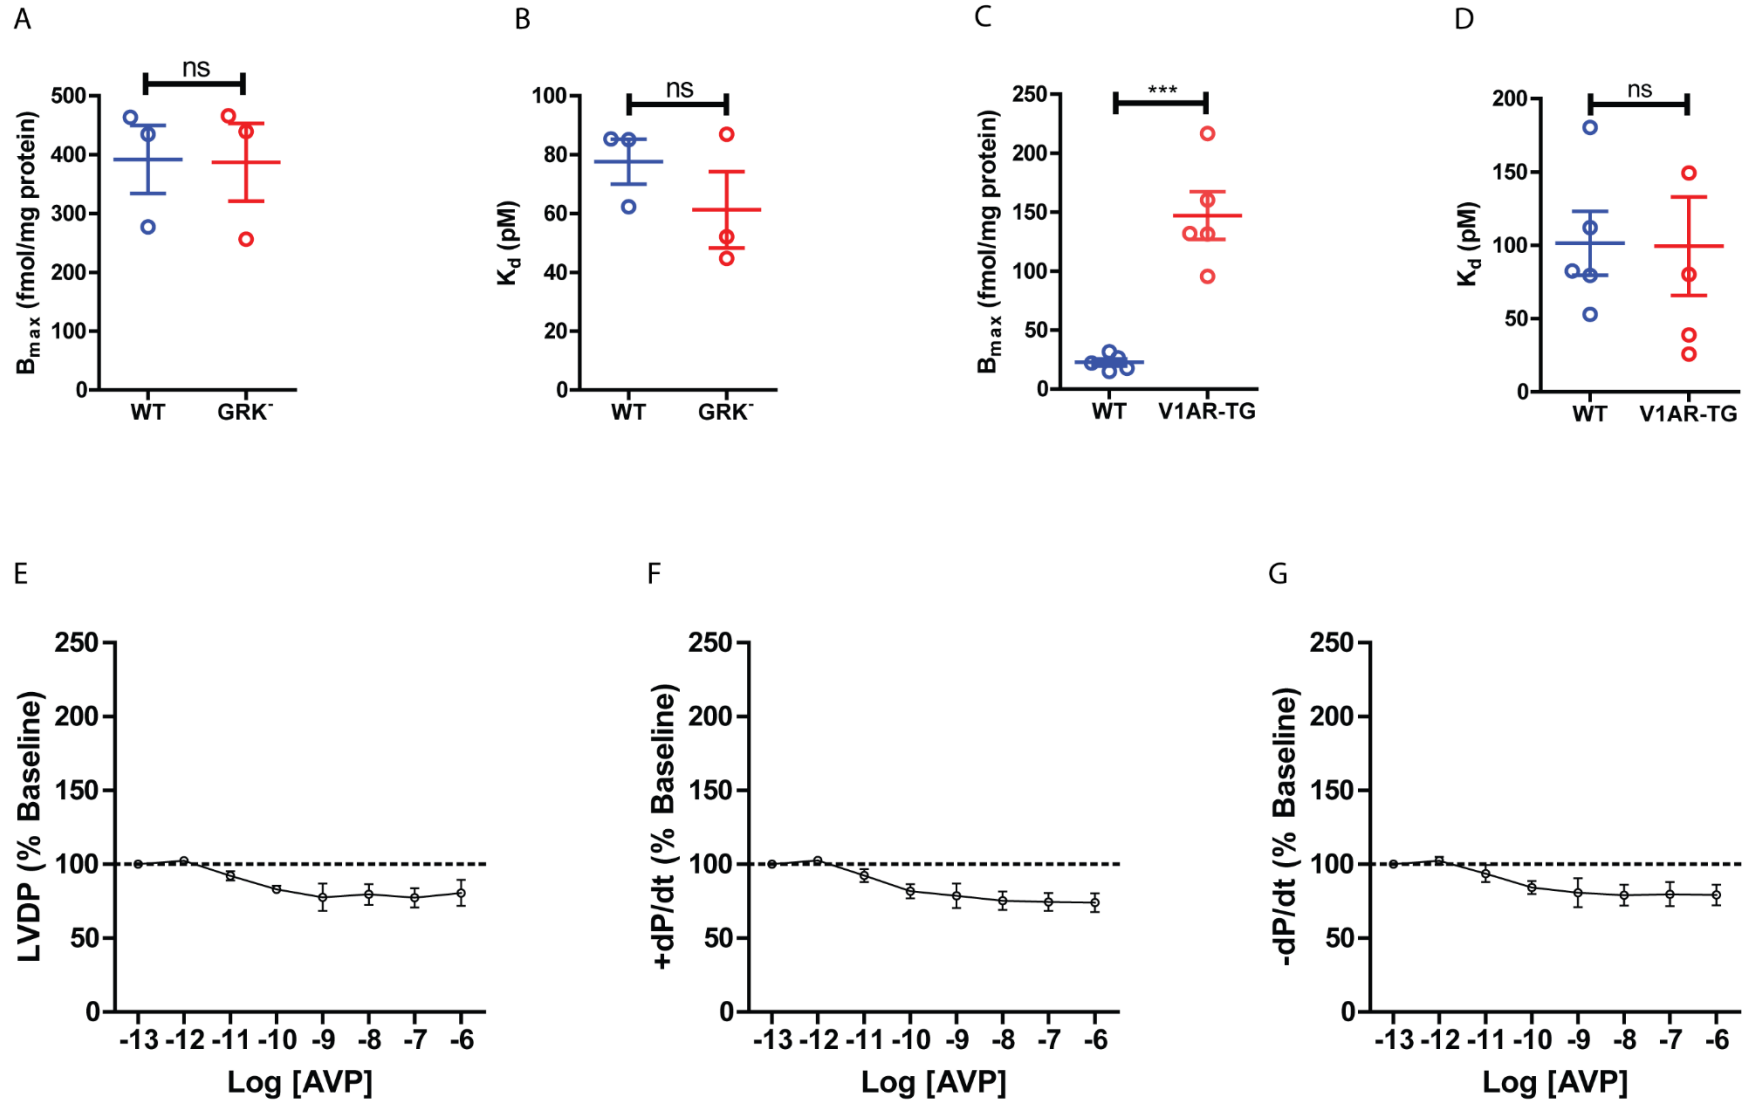 A
B
C
D
ns
ns
***
ns
500
400
300
200
100
0
B max (fmol/mg protein)
WT
GRK-
100
80
60
40
20
0
Kd (pM)
WT
GRK-
250
200
150
100
50
0
B max (fmol/mg protein)
WT
V1AR-TG
200
150
100
50
0
Kd (pM)
WT
V1AR-TG
E
F
G
250
200
150
100
50
0
LVDP (% Baseline)
-13 -12 -11 -10 -9 -8 -7 -6
Log [AVP]
250
200
150
100
50
0
+dP/dt (% Baseline)
-13 -12 -11 -10 -9 -8 -7 -6
Log [AVP]
250
200
150
100
50
0
-dP/dt (% Baseline)
-13 -12 -11 -10 -9 -8 -7 -6
Log [AVP]